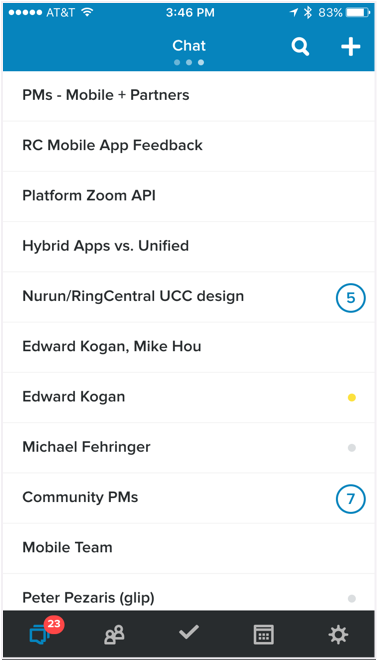 AT&T 3:46 PM 83%
Chat
PMs - Mobile + Partners
RC Mobile App Feedback
Platform Zoom API
Hybrid Apps vs. Unified
Nurun/RingCentral UCC design 5
Edward Kogan, Mike Hou
Edward Kogan
Michael Fehringer
Community PMs 7
Mobile Team
Peter Pezaris (glip)
23